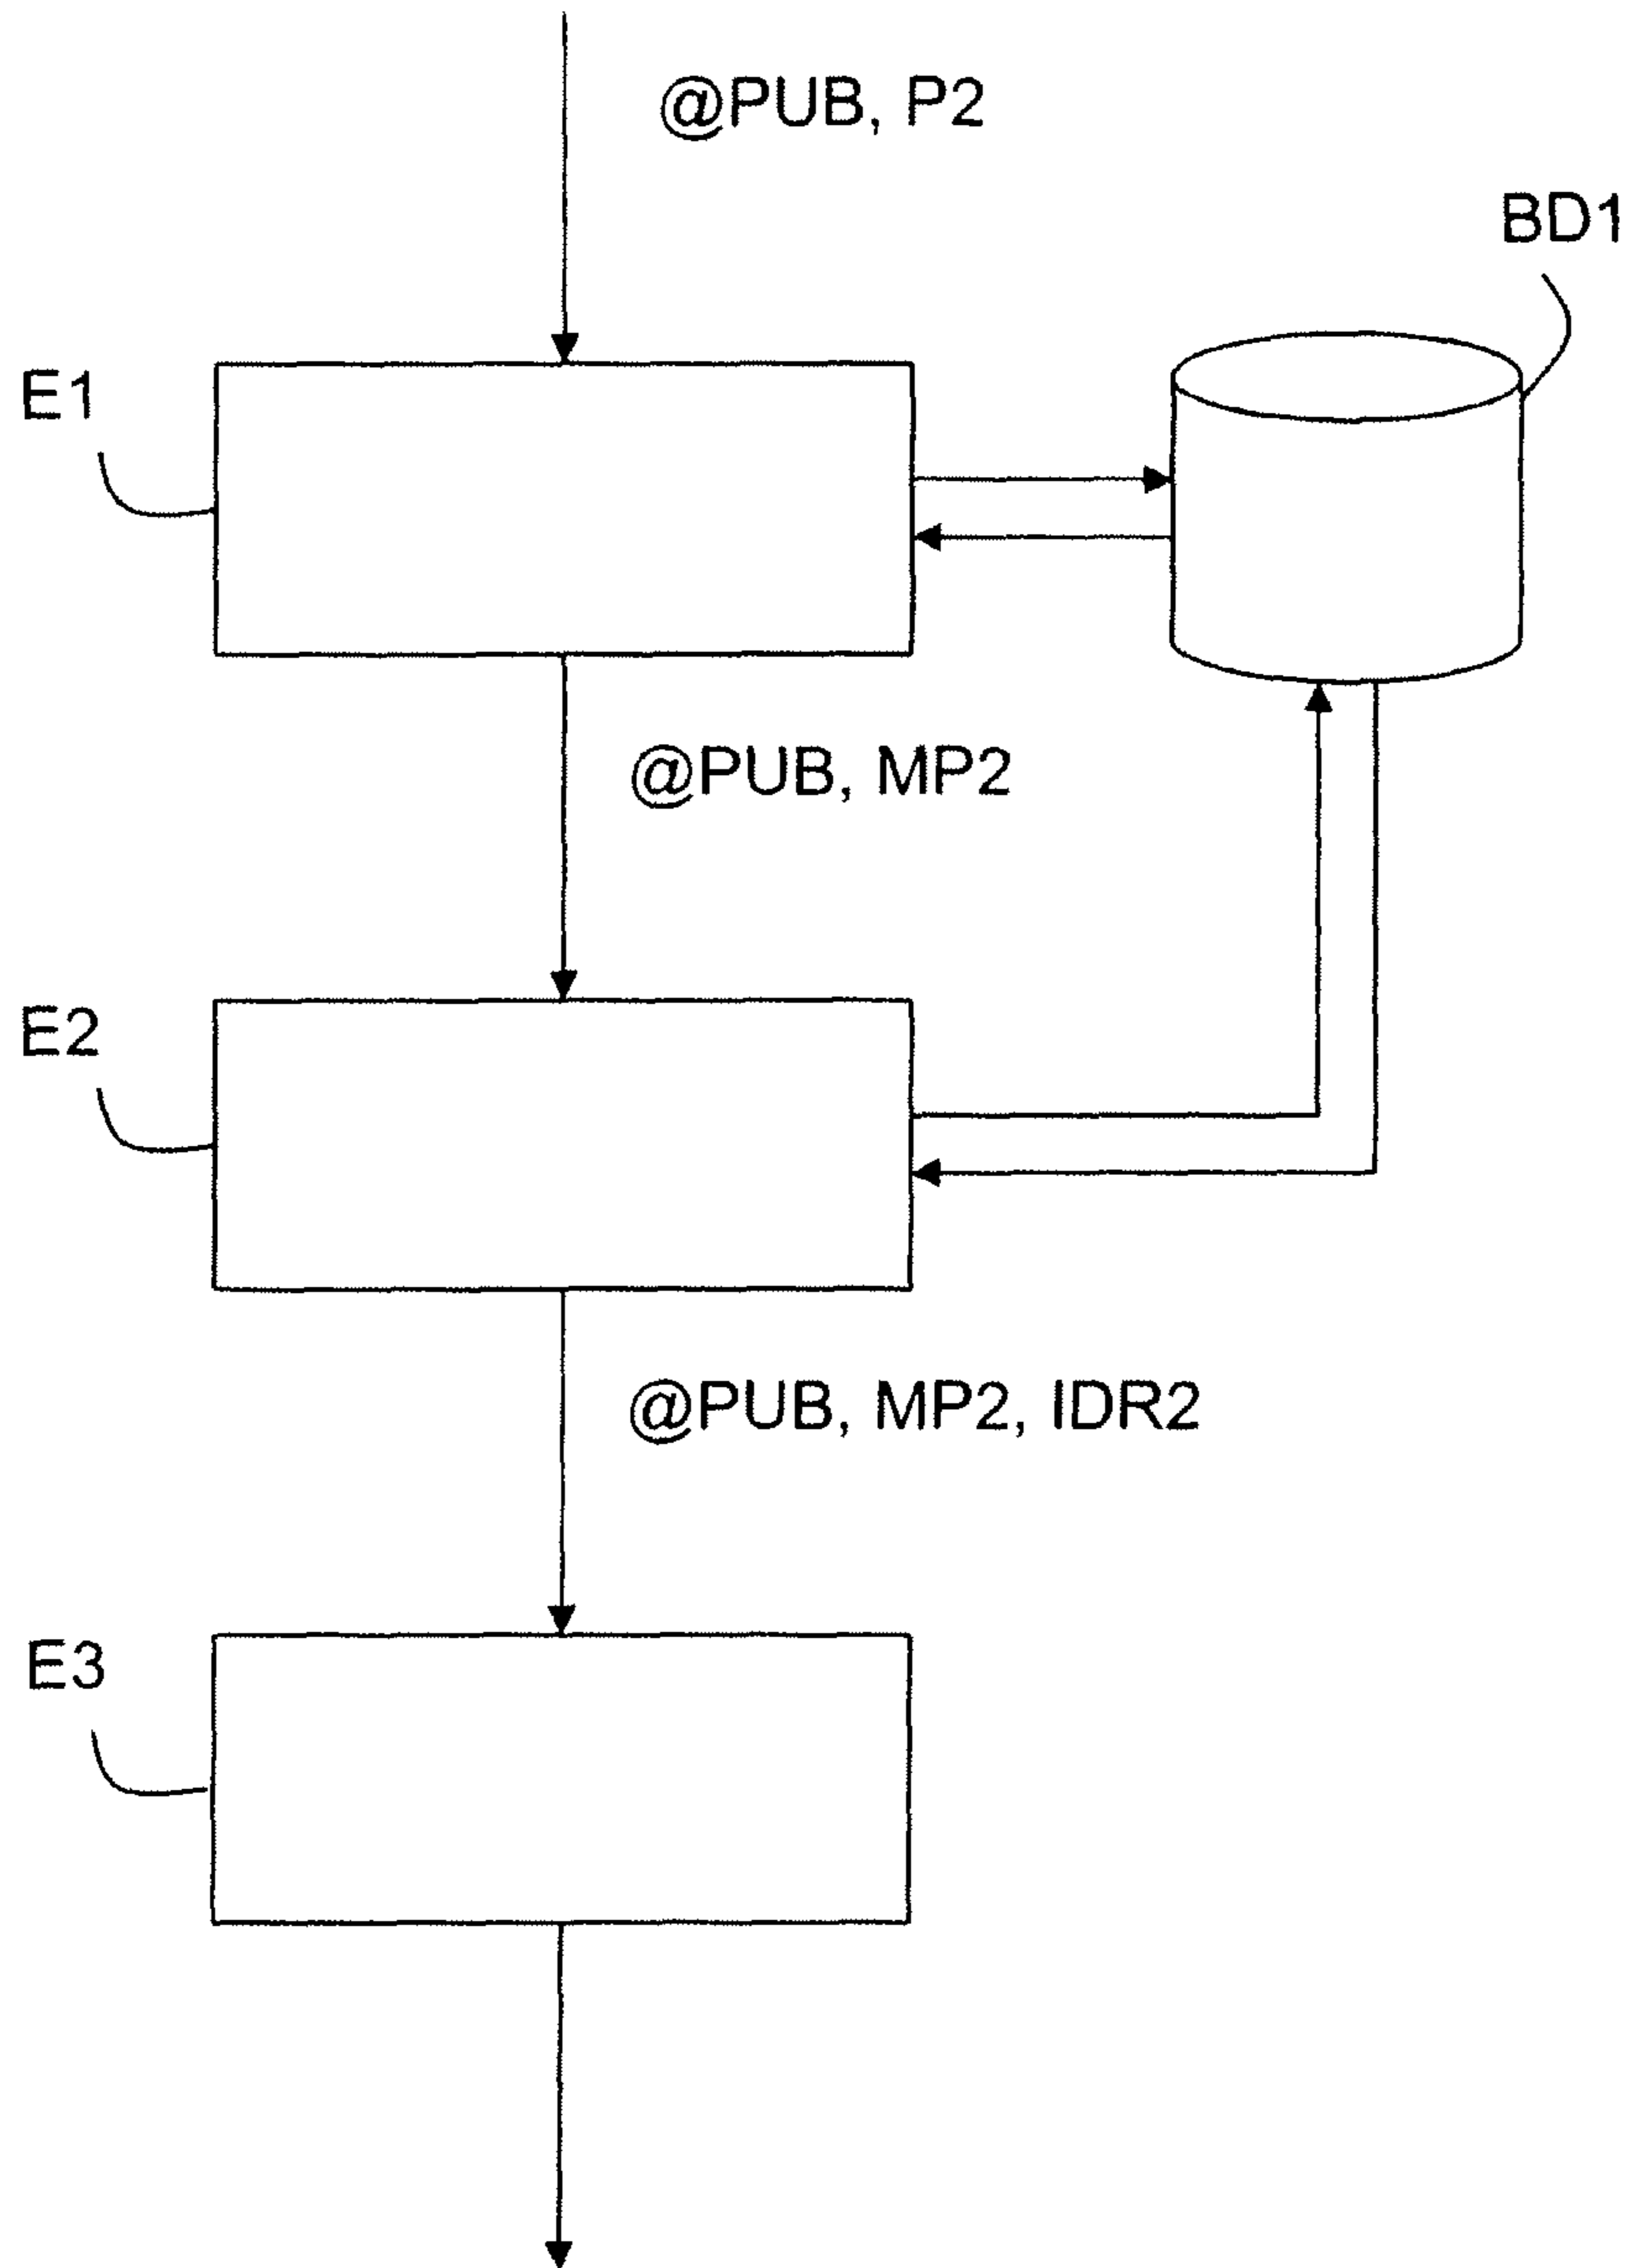 @PUB, P2
BD1
E1
@PUB, MP2
E2
@PUB, MP2, IDR2
E3